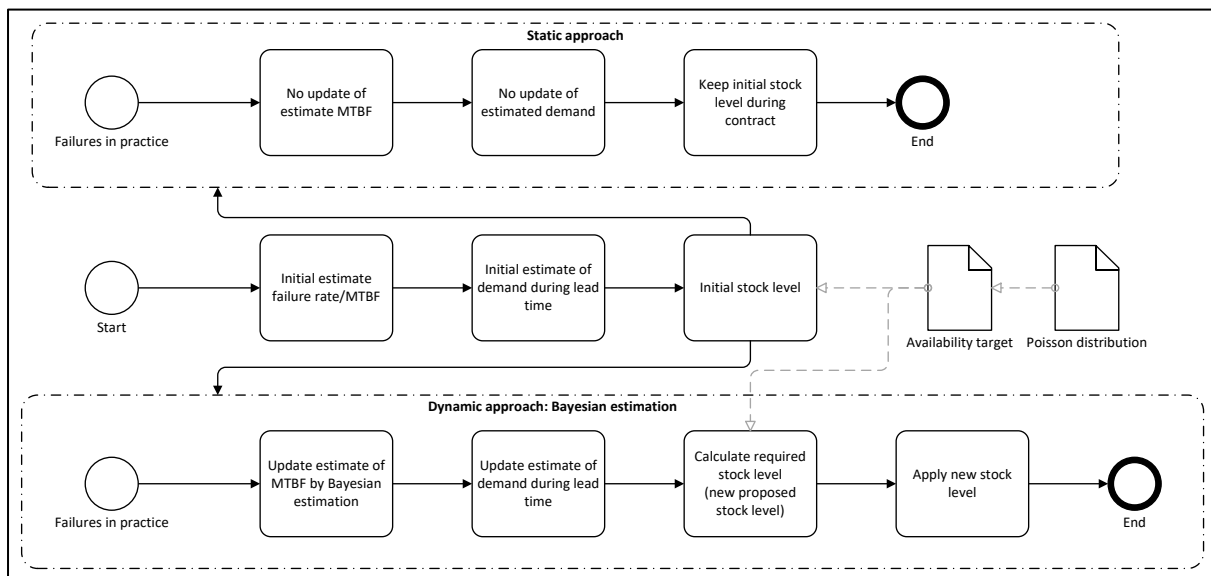 Static approach
No update of
estimate MTBF
No update of
estimated demand
Keep initial stock
level during
contract
Failures in practice
End
Initial estimate
failure rate/MTBF
Initial estimate of
demand during lead
time
Initial stock level
Start
Availability target
Poisson distribution
Dynamic approach: Bayesian estimation
Update estimate of
MTBF by Bayesian
estimation
Update estimate of
demand during lead
time
Calculate required
stock level
(new proposed
stock level)
Apply new stock
level
Failures in practice
End